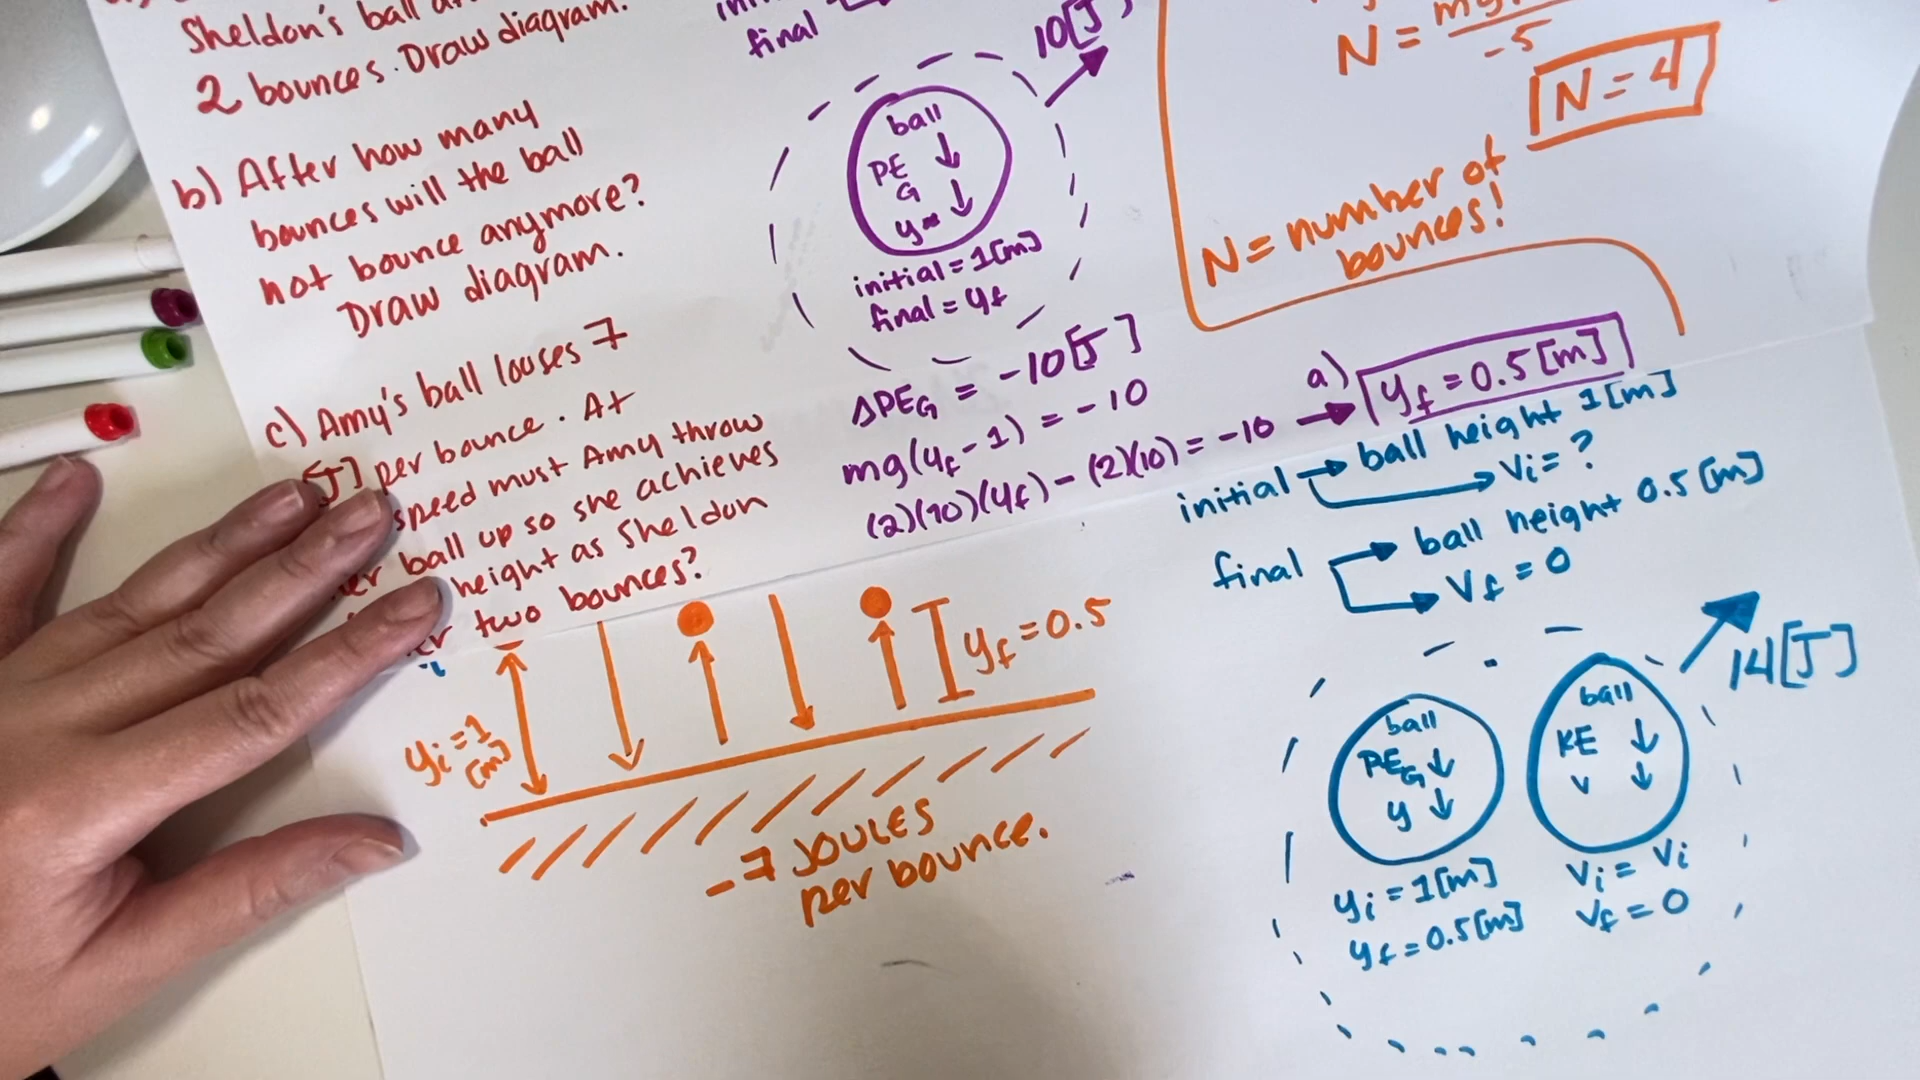 Sheldon's ball
2 bounces. Draw diagram.
b) After how many
bounces will the ball
not bounce anymore?
Draw diagram.
c) Amy's ball louses 7
[J] per bounce. At
speed must Amy throw
ball up so she achieves
height as Sheldon
two bounces?
final
10[J]
ball
PE ↓
G
y ↓
initial = 1[m]
final = yf
ΔPEG = -10[J]
mg(yf - 1) = -10
(2)(10)(yf) - (2)(10) = -10
a) yf = 0.5[m]
N =
-5
N = 4
N = number of
bounces!
initial → ball height 1[m]
→ Vi = ?
final → ball height 0.5[m]
→ Vf = 0
14[J]
ball
PEG ↓
y ↓
yi = 1[m]
yf = 0.5[m]
ball
KE ↓
v ↓
Vi = Vi
Vf = 0
yi = 1
[m]
yf = 0.5
-7 JOULES
per bounce.